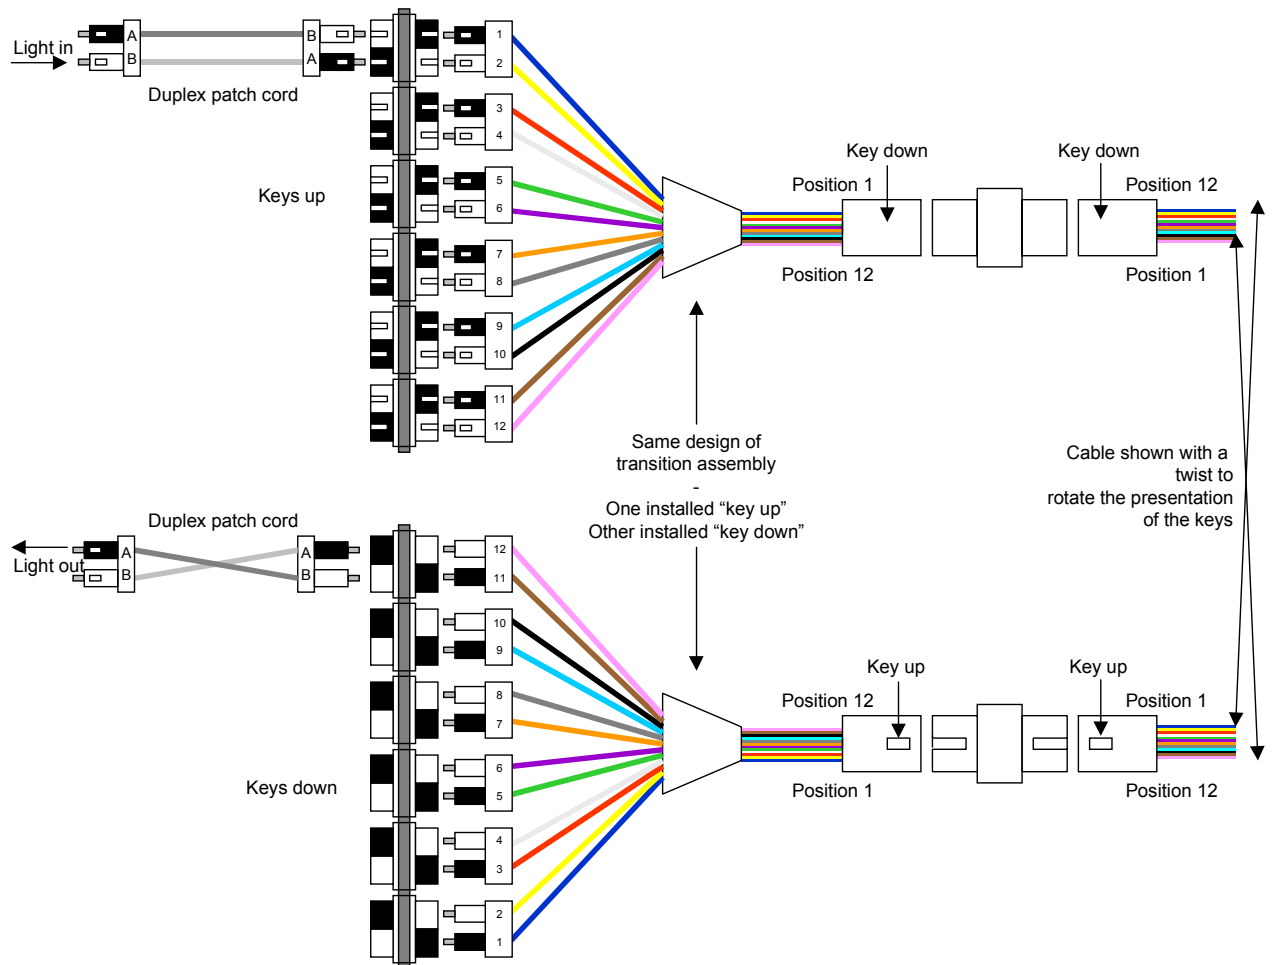 Light in
A
B
B
A
Duplex patch cord
Keys up
1
2
3
4
5
6
7
8
9
10
11
12
Position 1
Key down
Position 12
Key down
Position 12
Position 1
Same design of
transition assembly
-
One installed “key up”
Other installed “key down”
Cable shown with a
twist to
rotate the presentation
of the keys
Duplex patch cord
Light out
A
B
A
B
Keys down
12
11
10
9
8
7
6
5
4
3
2
1
Position 12
Key up
Position 1
Key up
Position 1
Position 12